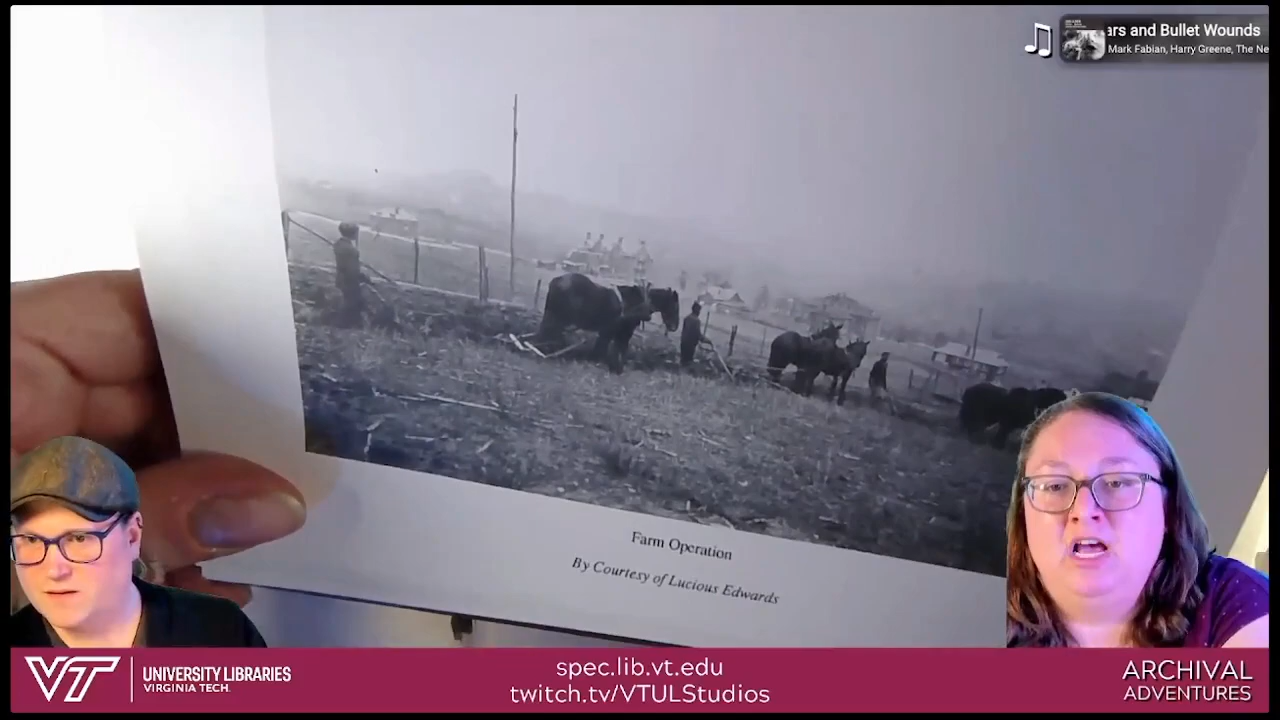 ars and Bullet Wounds
Mark Fabian, Harry Greene, The Ne
Farm Operation
By Courtesy of Lucious Edwards
VT
UNIVERSITY LIBRARIES
VIRGINIA TECH.
spec.lib.vt.edu
twitch.tv/VTULStudios
ARCHIVAL
ADVENTURES